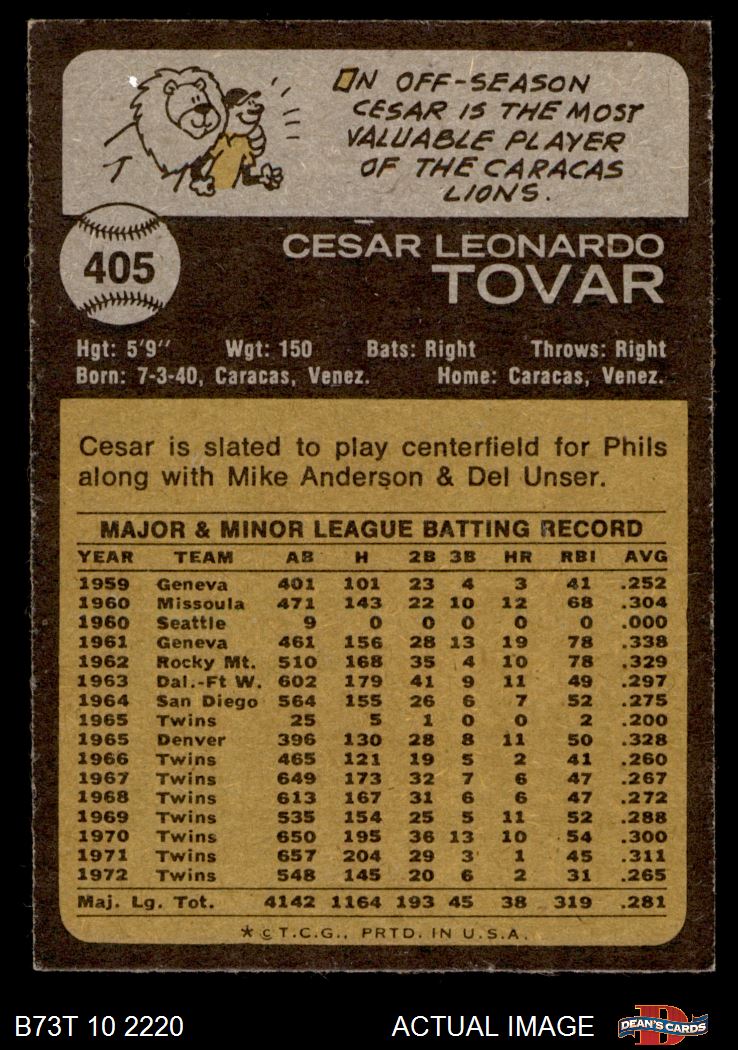 IN OFF-SEASON
CESAR IS THE MOST
VALUABLE PLAYER
OF THE CARACAS
LIONS.
405
CESAR LEONARDO
TOVAR
Hgt: 5'9" Wgt: 150 Bats: Right Throws: Right
Born: 7-3-40, Caracas, Venez. Home: Caracas, Venez.
Cesar is slated to play centerfield for Phils
along with Mike Anderson & Del Unser.
MAJOR & MINOR LEAGUE BATTING RECORD
YEAR TEAM AB H 2B 3B HR RBI AVG
1959 Geneva 401 101 23 4 3 41 .252
1960 Missoula 471 143 22 10 12 68 .304
1960 Seattle 9 0 0 0 0 0 .000
1961 Geneva 461 156 28 13 19 78 .338
1962 Rocky Mt. 510 168 35 4 10 78 .329
1963 Dal.-Ft W. 602 179 41 9 11 49 .297
1964 San Diego 564 155 26 6 7 52 .275
1965 Twins 25 5 1 0 0 2 .200
1965 Denver 396 130 28 8 11 50 .328
1966 Twins 465 121 19 5 2 41 .260
1967 Twins 649 173 32 7 6 47 .267
1968 Twins 613 167 31 6 6 47 .272
1969 Twins 535 154 25 5 11 52 .288
1970 Twins 650 195 36 13 10 54 .300
1971 Twins 657 204 29 3 1 45 .311
1972 Twins 548 145 20 6 2 31 .265
Maj. Lg. Tot. 4142 1164 193 45 38 319 .281
* © T.C.G., PRTD. IN U.S.A.
B73T 10 2220 ACTUAL IMAGE DEAN'S CARDS